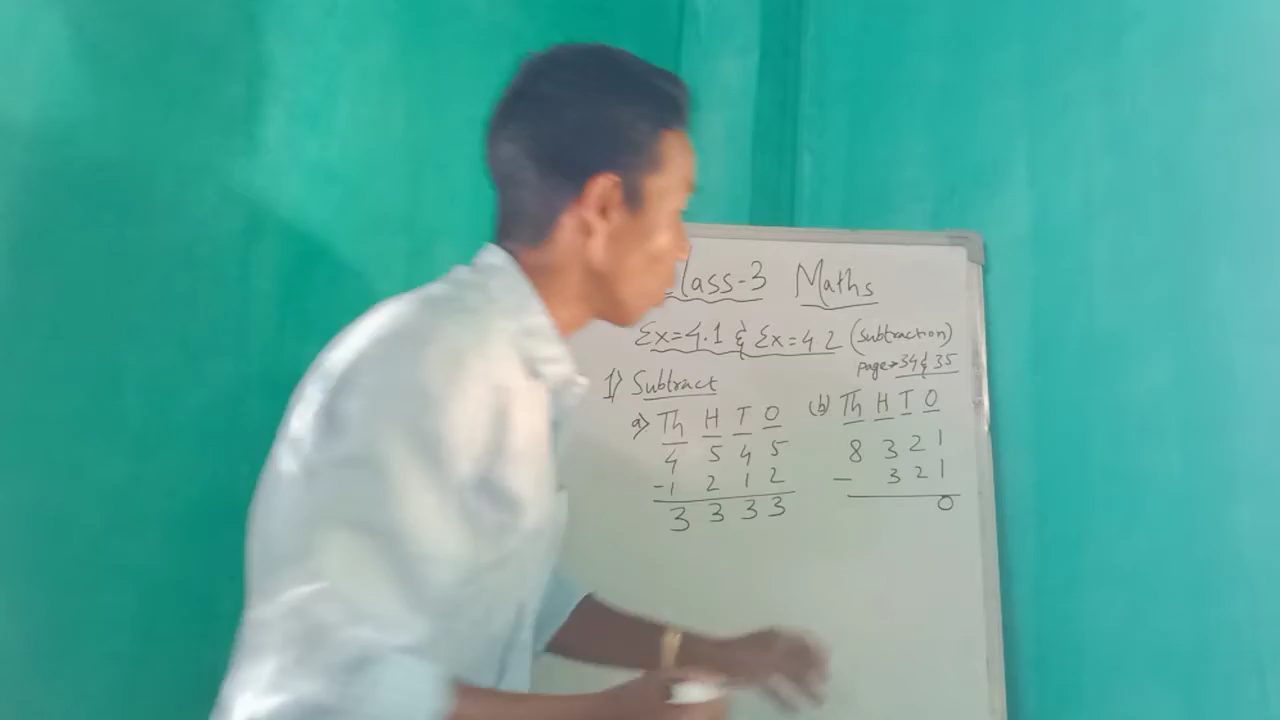 Class-3 Maths
Ex=4.1 & Ex=4.2 (Subtraction)
page→34 & 35
1) Subtract
a) Th H T O
4 5 4 5
-1 2 1 2
3 3 3 3
(b) Th H T O
8 3 2 1
- 3 2 1
0